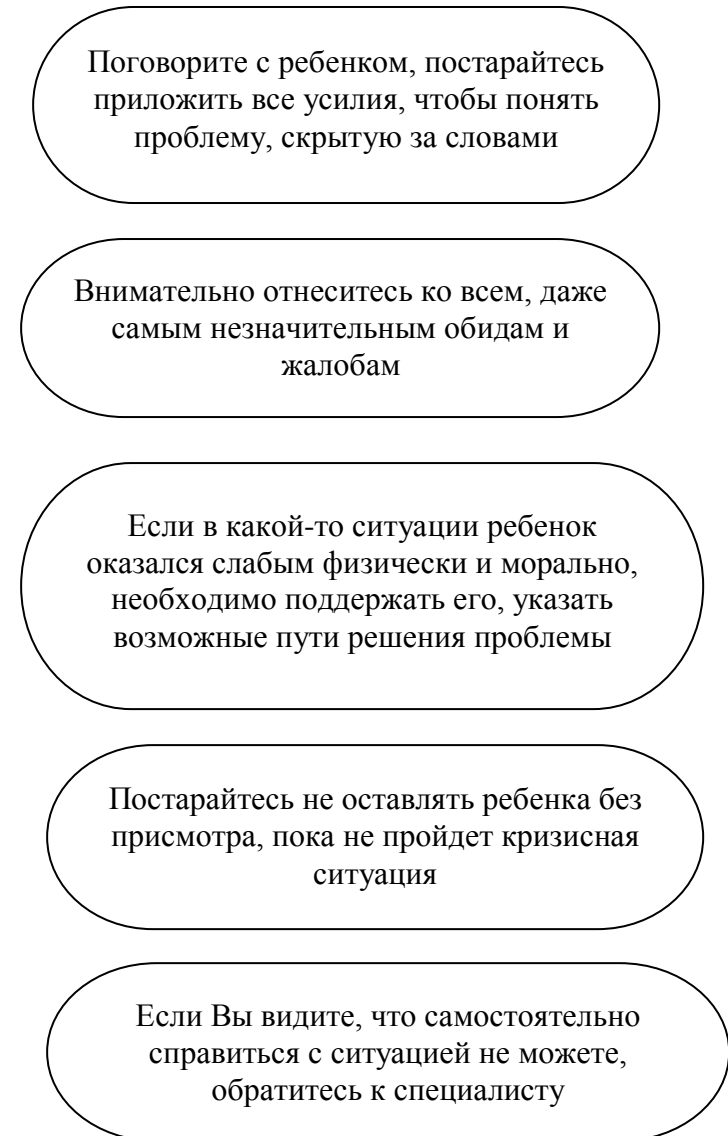 Поговорите с ребенком, постарайтесь
приложить все усилия, чтобы понять
проблему, скрытую за словами
Внимательно отнеситесь ко всем, даже
самым незначительным обидам и
жалобам
Если в какой-то ситуации ребенок
оказался слабым физически и морально,
необходимо поддержать его, указать
возможные пути решения проблемы
Постарайтесь не оставлять ребенка без
присмотра, пока не пройдет кризисная
ситуация
Если Вы видите, что самостоятельно
справиться с ситуацией не можете,
обратитесь к специалисту